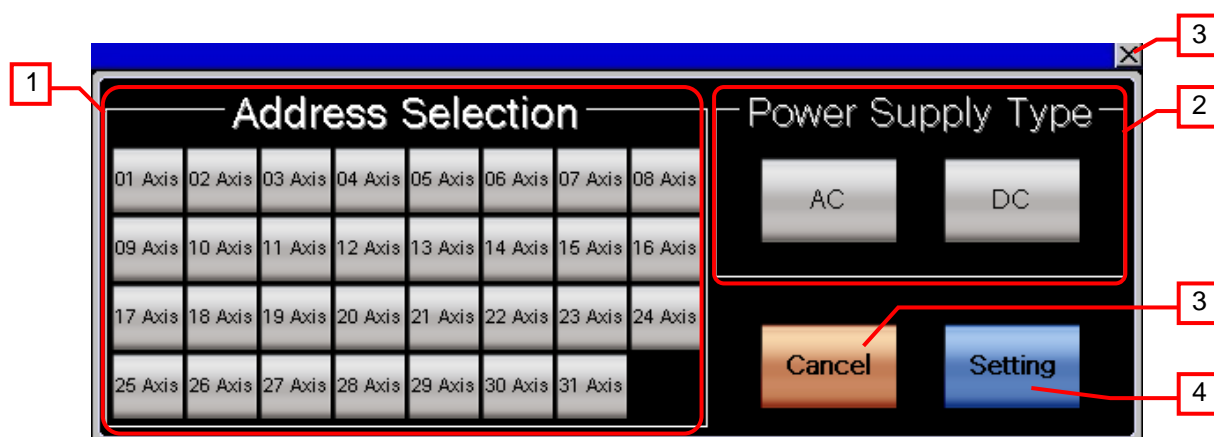 3
1
Address Selection
Power Supply Type
2
01 Axis 02 Axis 03 Axis 04 Axis 05 Axis 06 Axis 07 Axis 08 Axis
AC DC
09 Axis 10 Axis 11 Axis 12 Axis 13 Axis 14 Axis 15 Axis 16 Axis
17 Axis 18 Axis 19 Axis 20 Axis 21 Axis 22 Axis 23 Axis 24 Axis
3
25 Axis 26 Axis 27 Axis 28 Axis 29 Axis 30 Axis 31 Axis
Cancel Setting
4